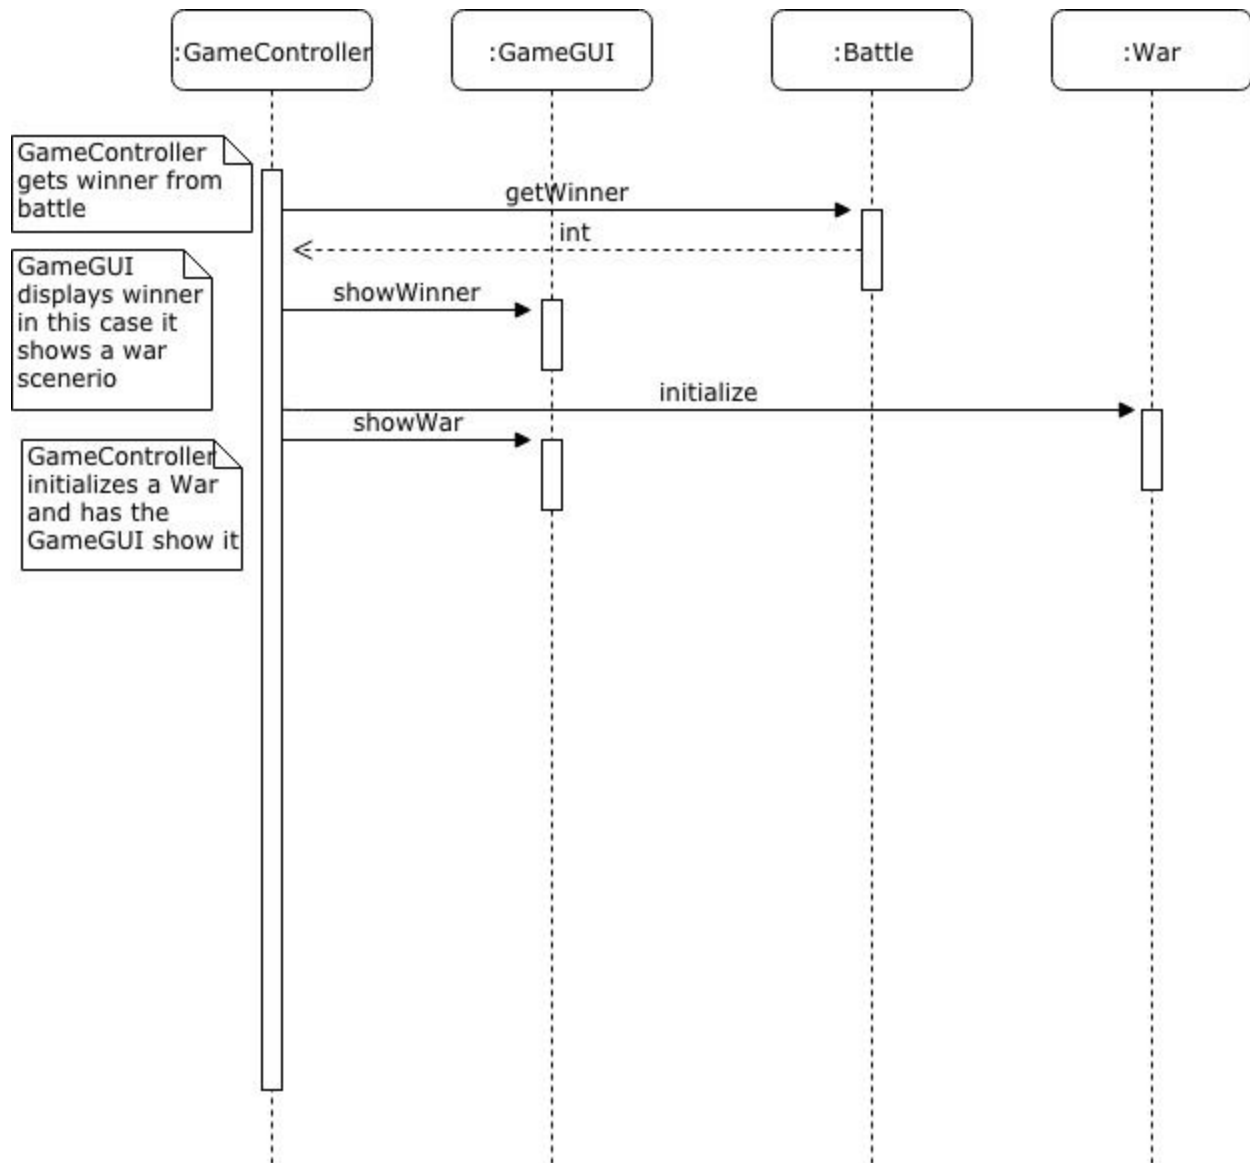 :GameController
:GameGUI
:Battle
:War
GameController
gets winner from
battle
getWinner
int
GameGUI
displays winner
in this case it
shows a war
scenerio
showWinner
initialize
showWar
GameController
initializes a War
and has the
GameGUI show it